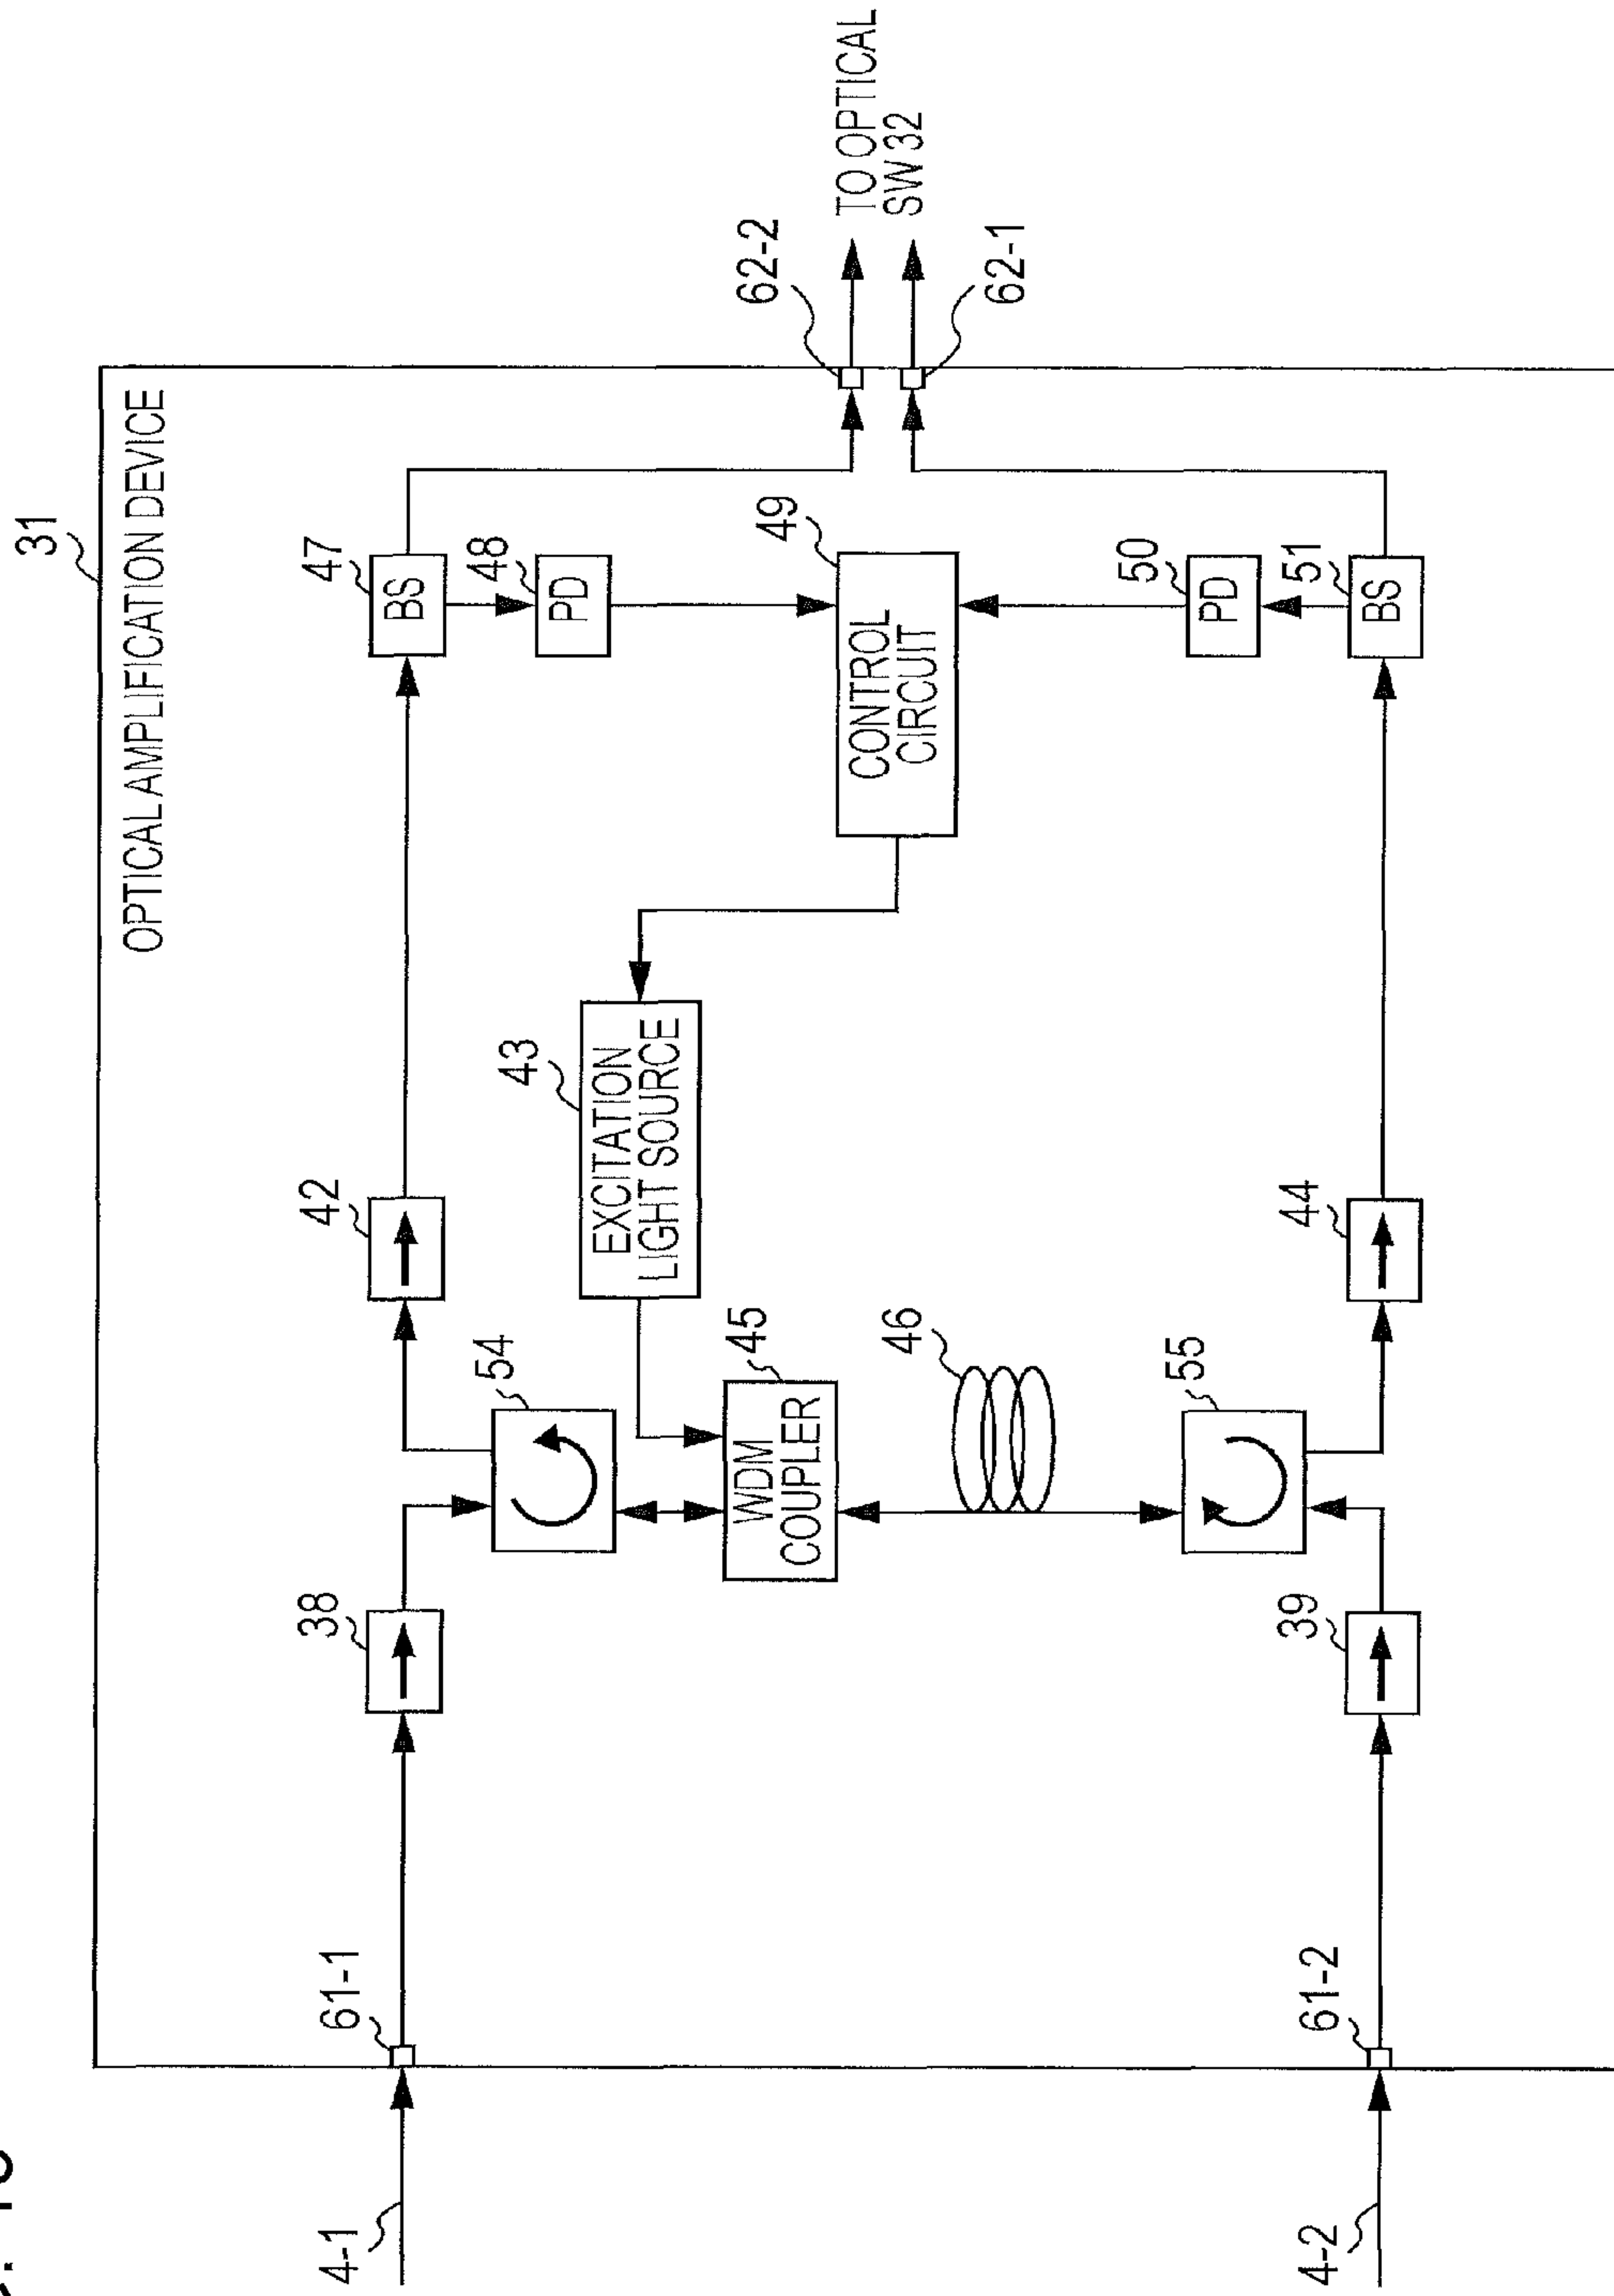 31
OPTICAL AMPLIFICATION DEVICE
61-1
38
42
47
BS
4-1
54
43
48
PD
EXCITATION
LIGHT SOURCE
45
WDM
COUPLER
62-2
49
CONTROL
CIRCUIT
TO OPTICAL
SW 32
46
62-1
55
50
PD
61-2
39
44
51
BS
4-2